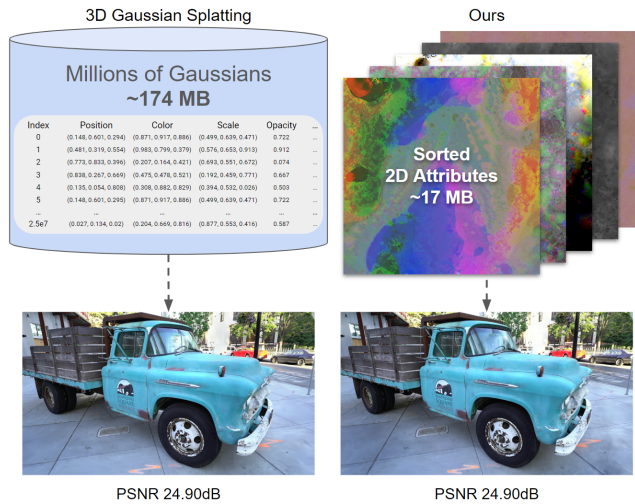 3D Gaussian Splatting
Ours
Millions of Gaussians
~174 MB
Index Position Color Scale Opacity ...
0 (0.148, 0.601, 0.294) (0.871, 0.917, 0.886) (0.499, 0.639, 0.471) 0.722 ...
1 (0.481, 0.319, 0.554) (0.983, 0.799, 0.379) (0.576, 0.653, 0.913) 0.912 ...
2 (0.773, 0.833, 0.396) (0.207, 0.164, 0.421) (0.693, 0.551, 0.672) 0.074 ...
3 (0.838, 0.267, 0.669) (0.475, 0.478, 0.521) (0.192, 0.459, 0.771) 0.667 ...
4 (0.135, 0.054, 0.808) (0.308, 0.882, 0.829) (0.394, 0.532, 0.026) 0.503 ...
5 (0.148, 0.601, 0.295) (0.871, 0.917, 0.886) (0.499, 0.639, 0.471) 0.722 ...
... ... ... ... ...
2.5e7 (0.027, 0.134, 0.02) (0.204, 0.669, 0.816) (0.877, 0.553, 0.416) 0.587 ...
Sorted
2D Attributes
~17 MB
PSNR 24.90dB
PSNR 24.90dB